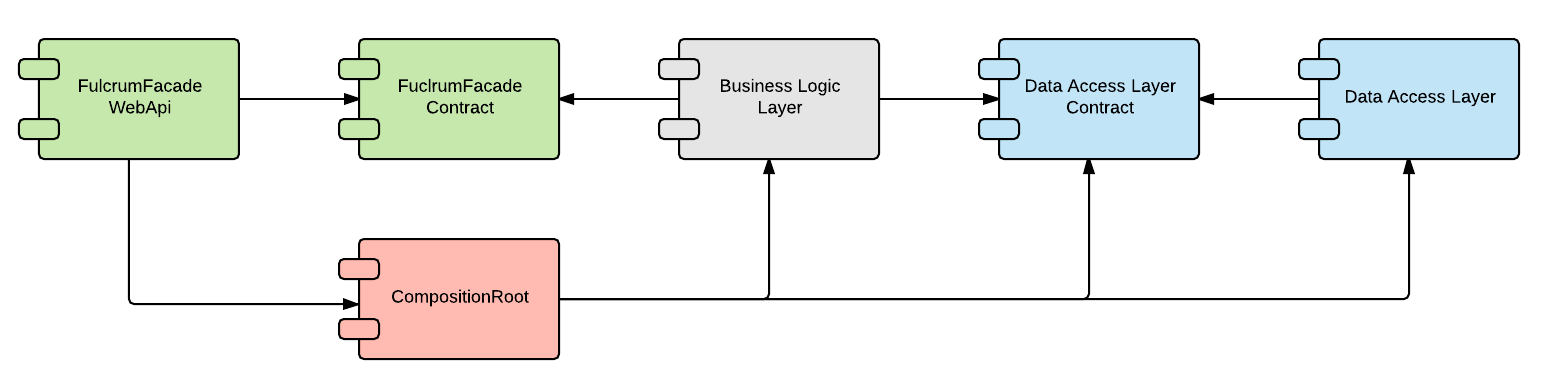 FulcrumFacade
WebApi
FuclrumFacade
Contract
Business Logic
Layer
Data Access Layer
Contract
Data Access Layer
CompositionRoot